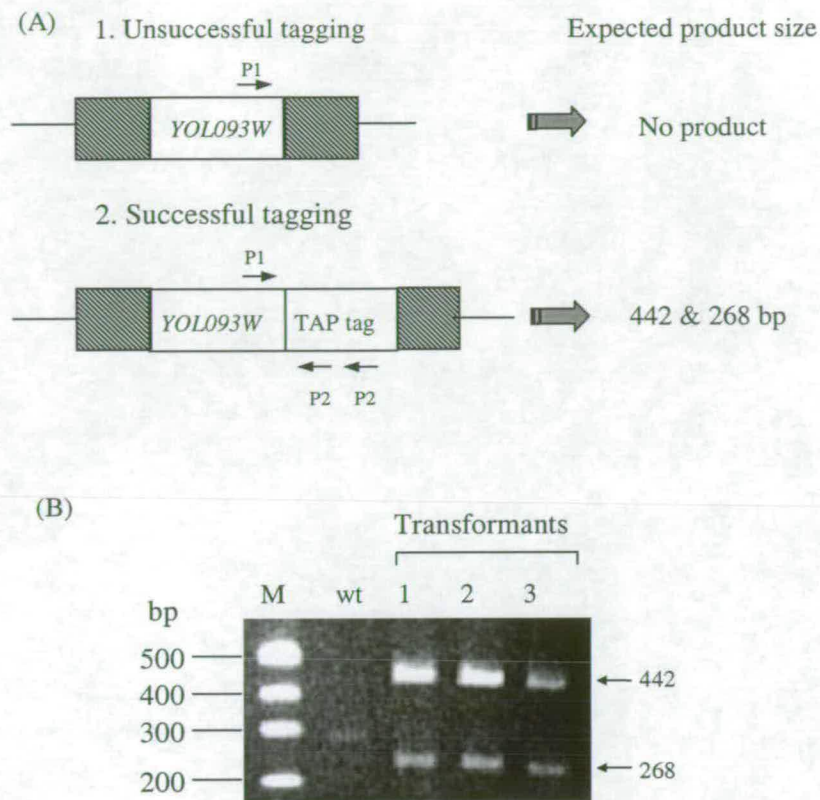 (A)
1. Unsuccessful tagging
Expected product size
P1
YOL093W
No product
2. Successful tagging
P1
YOL093W
TAP tag
442 & 268 bp
P2
P2
(B)
Transformants
bp
M
wt
1
2
3
500
400
300
200
442
268